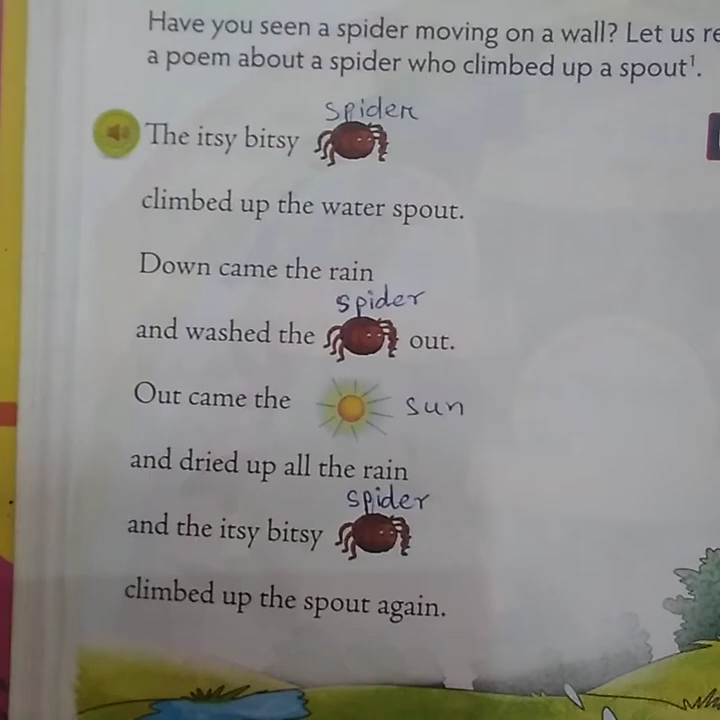 Have you seen a spider moving on a wall? Let us
a poem about a spider who climbed up a spout¹.
spider
The itsy bitsy
climbed up the water spout.
Down came the rain
spider
and washed the out.
Out came the sun
and dried up all the rain
spider
and the itsy bitsy
climbed up the spout again.